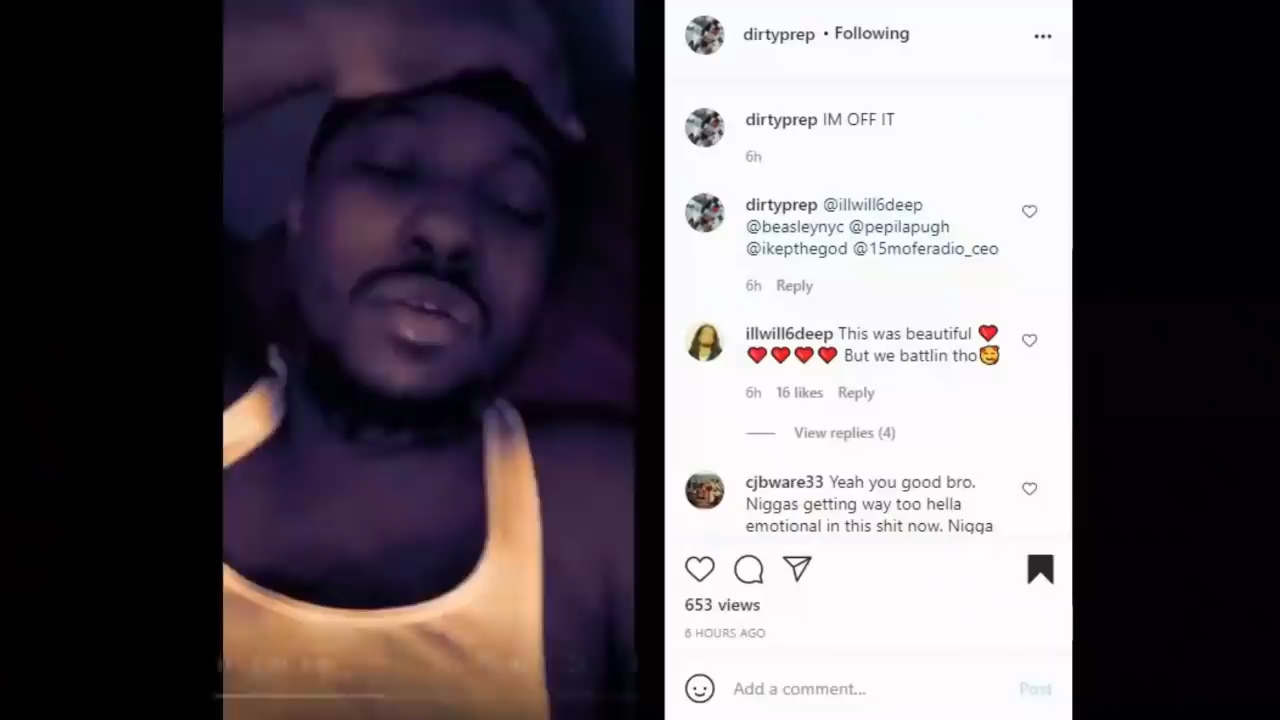 dirtyprep • Following
dirtyprep IM OFF IT
6h
dirtyprep @illwill6deep
@beasleynyc @pepilapugh
@ikepthegod @15moferadio_ceo
6h Reply
illwill6deep This was beautiful ❤️
❤️❤️❤️❤️ But we battlin tho🥰
6h 16 likes Reply
View replies (4)
cjbware33 Yeah you good bro.
Niggas getting way too hella
emotional in this shit now. Nigga
653 views
6 HOURS AGO
Add a comment...
Post